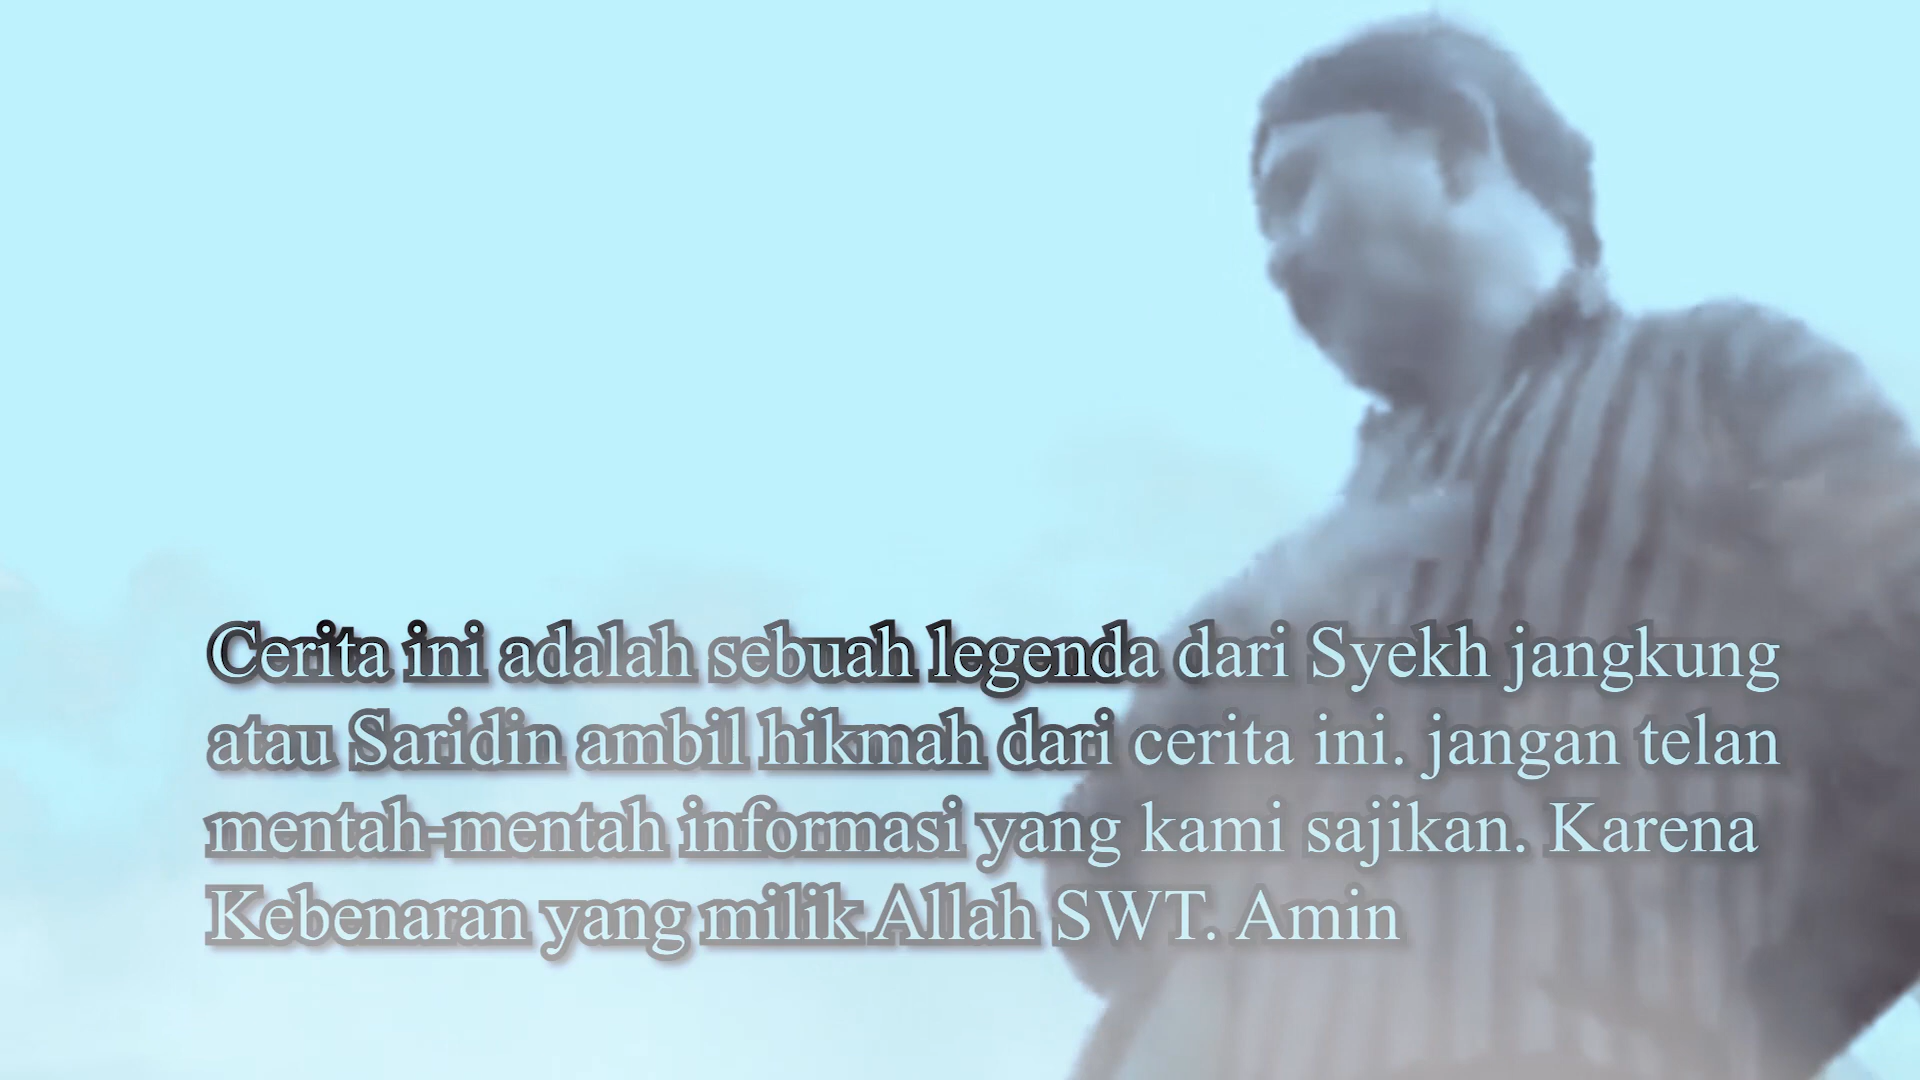 Cerita ini adalah sebuah legenda dari Syekh jangkung
atau Saridin ambil hikmah dari cerita ini. jangan telan
mentah-mentah informasi yang kami sajikan. Karena
Kebenaran yang milik Allah SWT. Amin